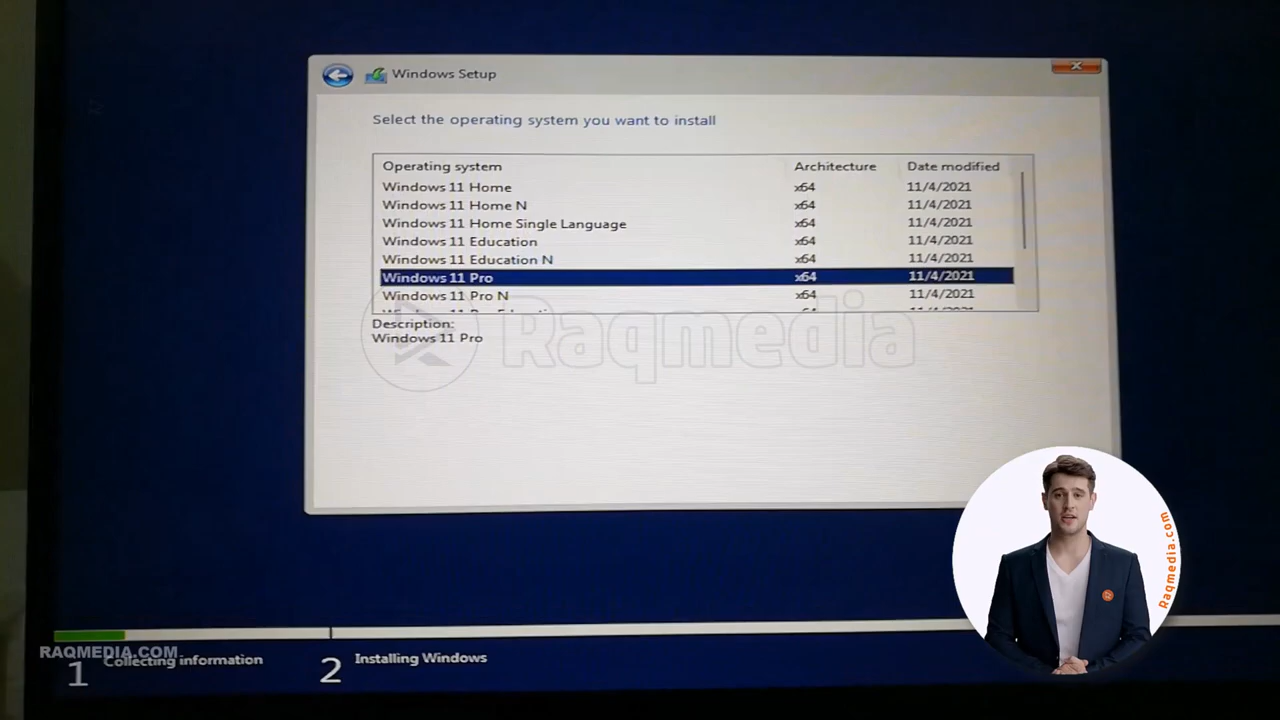 Windows Setup
Select the operating system you want to install
Operating system Architecture Date modified
Windows 11 Home x64 11/4/2021
Windows 11 Home N x64 11/4/2021
Windows 11 Home Single Language x64 11/4/2021
Windows 11 Education x64 11/4/2021
Windows 11 Education N x64 11/4/2021
Windows 11 Pro x64 11/4/2021
Windows 11 Pro N x64 11/4/2021
Description:
Windows 11 Pro
Raqmedia
Raqmedia.com
RAQMEDIA.COM
1 Collecting information
2 Installing Windows